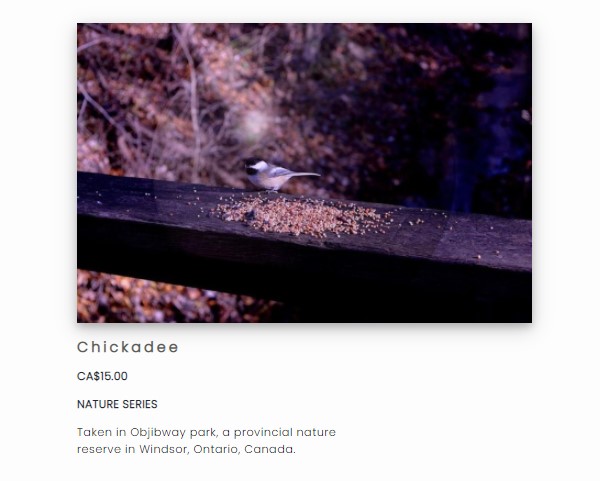 Chickadee
CA$15.00
NATURE SERIES
Taken in Objibway park, a provincial nature
reserve in Windsor, Ontario, Canada.